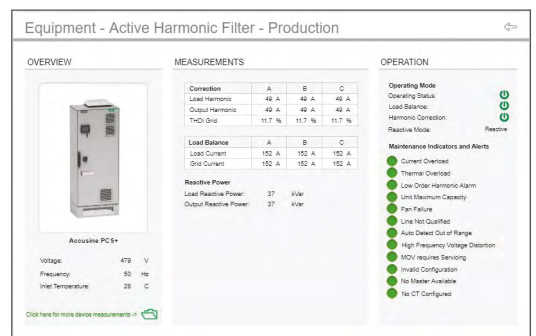 Equipment - Active Harmonic Filter - Production
OVERVIEW
Accusine PCS+
Voltage: 479 V
Frequency: 50 Hz
Inlet Temperature: 28 C
Click here for more device measurements ->
MEASUREMENTS
Correction A B C
Load Harmonic 49 A 49 A 49 A
Output Harmonic 49 A 49 A 49 A
THDI Grid 11.7 % 11.7 % 11.7 %
Load Balance A B C
Load Current 152 A 152 A 152 A
Grid Current 152 A 152 A 152 A
Reactive Power
Load Reactive Power: 37 kVar
Output Reactive Power: 37 kVar
OPERATION
Operating Mode
Operating Status:
Load Balance:
Harmonic Correction:
Reactive Mode: Reactive
Maintenance Indicators and Alerts
Current Overload
Thermal Overload
Low Order Harmonic Alarm
Unit Maximum Capacity
Fan Failure
Line Not Qualified
Auto Detect Out of Range
High Frequency Voltage Distortion
MOV requires Servicing
Invalid Configuration
No Master Available
No CT Configured